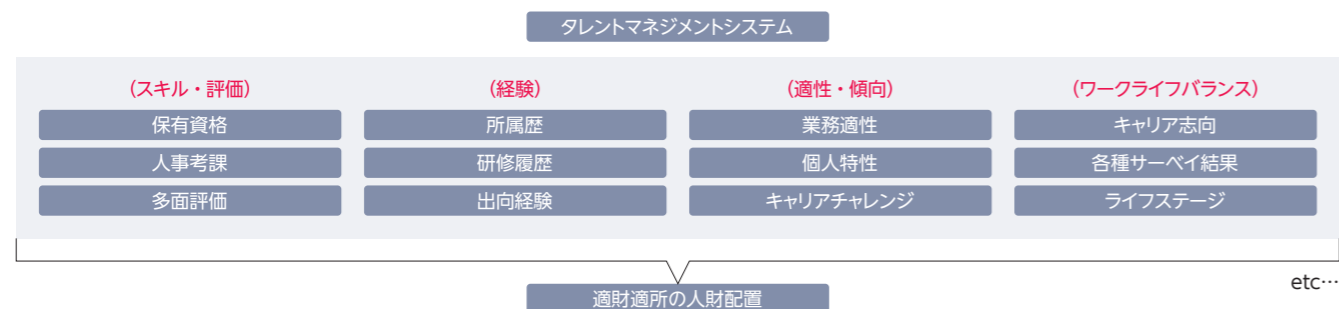 タレントマネジメントシステム
（スキル・評価）
保有資格
人事考課
多面評価
（経験）
所属歴
研修履歴
出向経験
（適性・傾向）
業務適性
個人特性
キャリアチャレンジ
（ワークライフバランス）
キャリア志向
各種サーベイ結果
ライフステージ
etc…
適財適所の人財配置